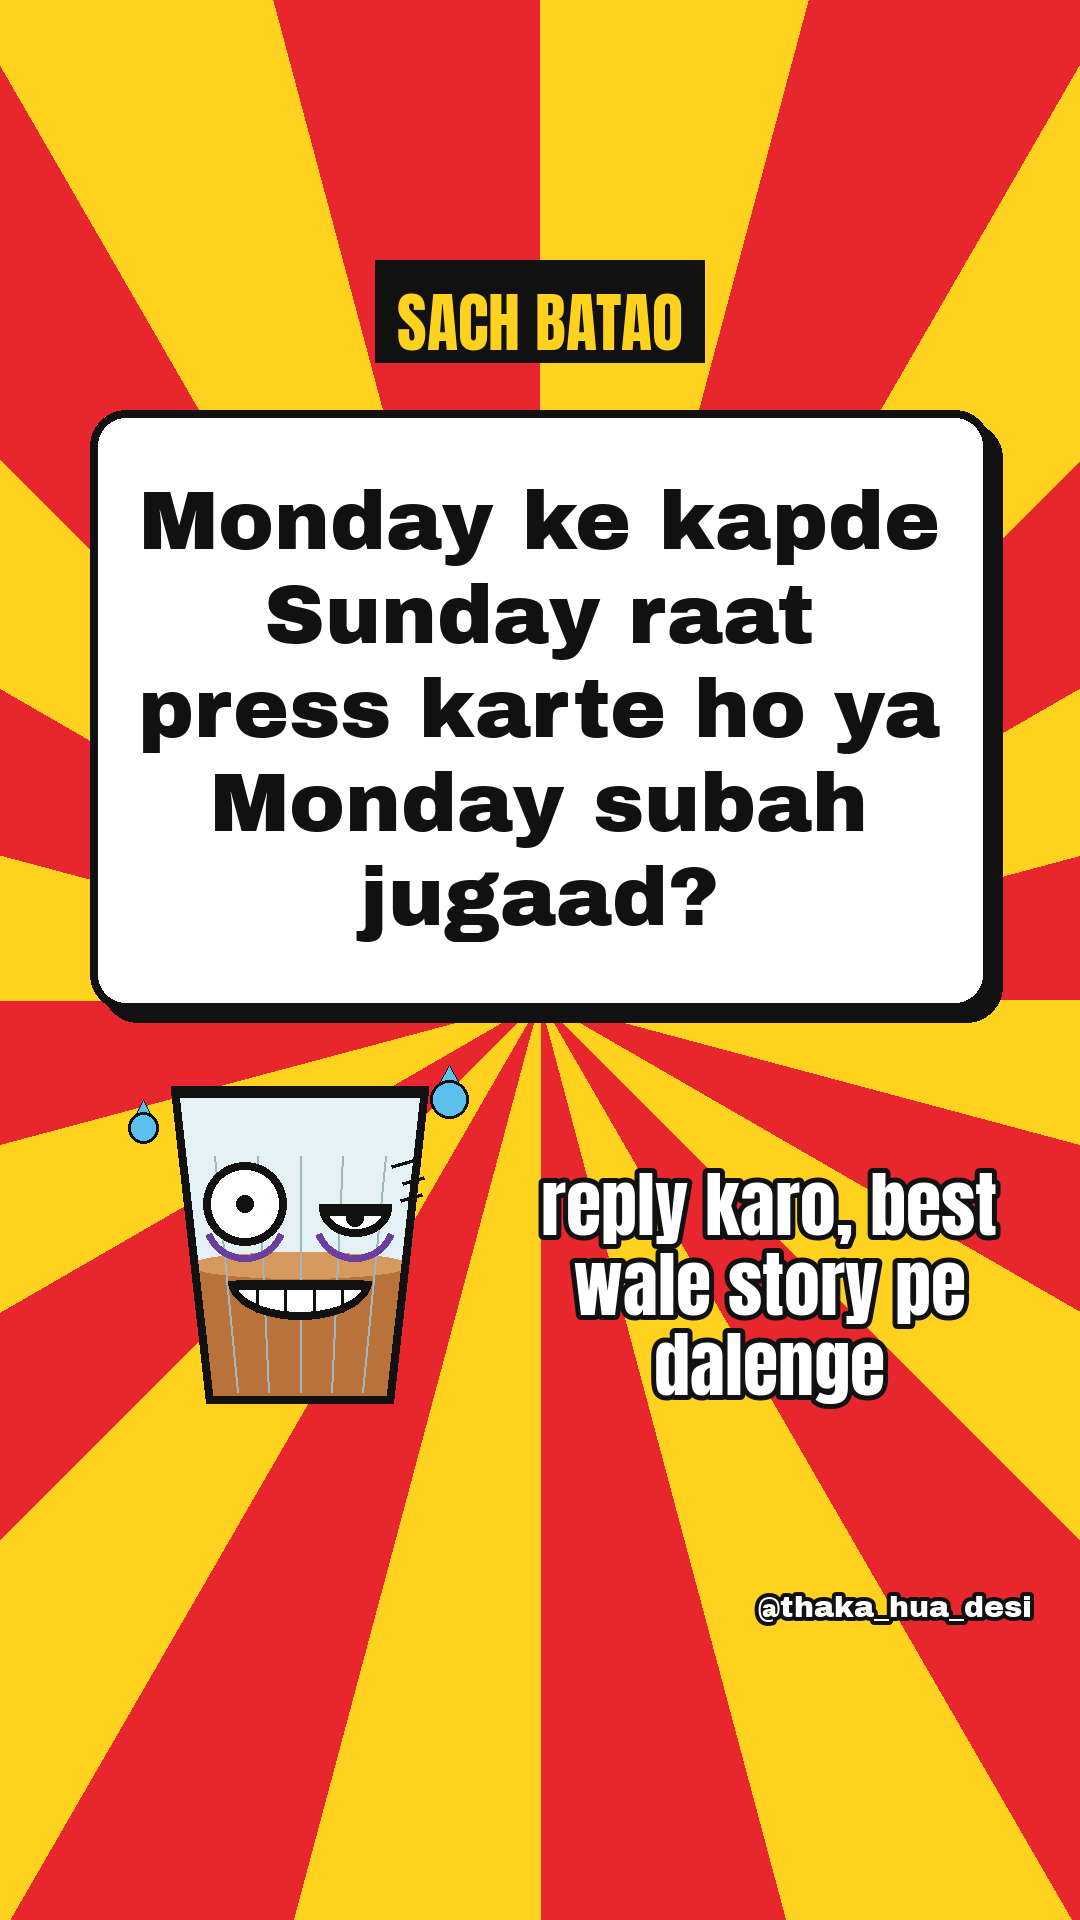 SACH BATAO
Monday ke kapde
Sunday raat
press karte ho ya
Monday subah
jugaad?
reply karo, best
wale story pe
dalenge
@thaka_hua_desi